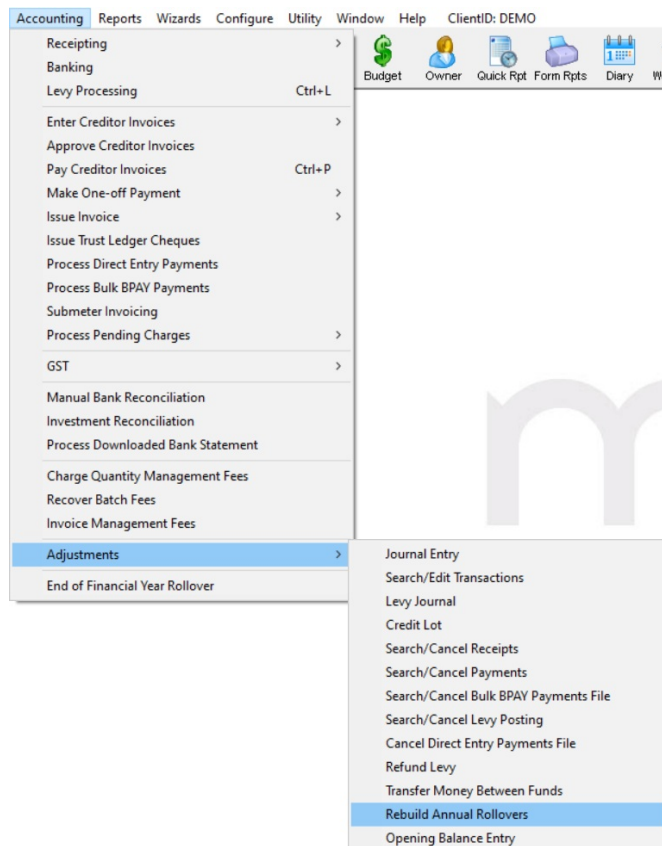 Accounting Reports Wizards Configure Utility Window Help ClientID: DEMO
Budget Owner Quick Rpt Form Rpts Diary
Receipting
Banking
Levy Processing Ctrl+L
Enter Creditor Invoices
Approve Creditor Invoices
Pay Creditor Invoices Ctrl+P
Make One-off Payment
Issue Invoice
Issue Trust Ledger Cheques
Process Direct Entry Payments
Process Bulk BPAY Payments
Submeter Invoicing
Process Pending Charges
GST
Manual Bank Reconciliation
Investment Reconciliation
Process Downloaded Bank Statement
Charge Quantity Management Fees
Recover Batch Fees
Invoice Management Fees
Adjustments
End of Financial Year Rollover
Journal Entry
Search/Edit Transactions
Levy Journal
Credit Lot
Search/Cancel Receipts
Search/Cancel Payments
Search/Cancel Bulk BPAY Payments File
Search/Cancel Levy Posting
Cancel Direct Entry Payments File
Refund Levy
Transfer Money Between Funds
Rebuild Annual Rollovers
Opening Balance Entry